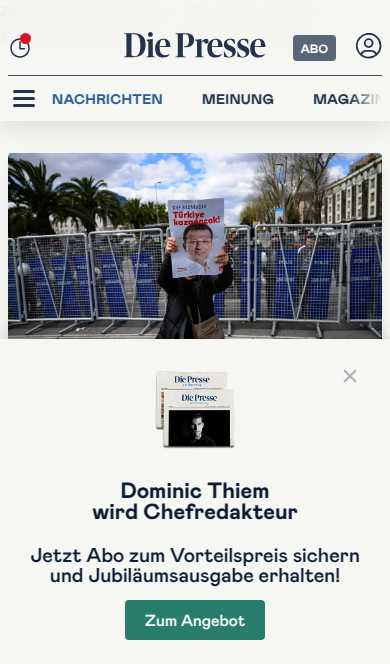 Die Presse
ABO
NACHRICHTEN
MEINUNG
MAGAZIN
Türkiye
kazanacak!
Die Presse
Die Presse
Dominic Thiem
wird Chefredakteur
Jetzt Abo zum Vorteilspreis sichern
und Jubiläumsausgabe erhalten!
Zum Angebot